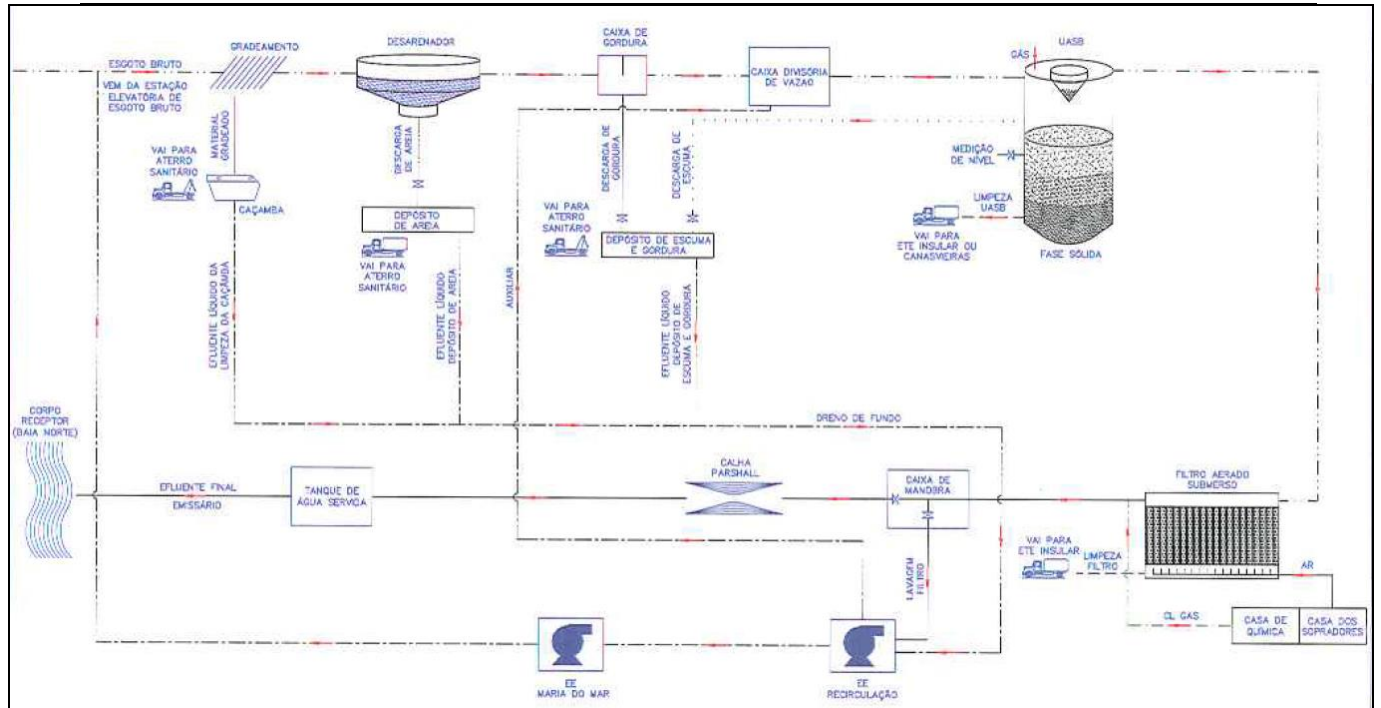 GRADEAMENTO
ESGOTO BRUTO
VEM DA ESTAÇÃO
ELEVATÓRIA DE
ESGOTO BRUTO
DESARENADOR
CAIXA DE
GORDURA
CAIXA DIVISÓRIA
DE VAZAO
UASB
GÁS
MATERIAL
GRADEADO
VAI PARA
ATERRO
SANITÁRIO
CAÇAMBA
DESCARGA
DE AREIA
DEPÓSITO
DE AREIA
VAI PARA
ATERRO
SANITÁRIO
DESCARGA DE
GORDURA
DESCARGA DE
ESCUMA
VAI PARA
ATERRO
SANITÁRIO
DEPÓSITO DE ESCUMA
E GORDURA
MEDIÇÃO
DE NÍVEL
LIMPEZA
UASB
VAI PARA
ETE INSULAR OU
CANASVIEIRAS
FASE SÓLIDA
EFLUENTE LÍQUIDO DA
LIMPEZA DA CAÇAMBA
EFLUENTE LÍQUIDO
DEPÓSITO DE AREIA
AUXILIAR
EFLUENTE LÍQUIDO
DEPÓSITO DE
ESCUMA E GORDURA
DRENO DE FUNDO
CORPO
RECEPTOR
(BAIA NORTE)
EFLUENTE FINAL
EMISSÁRIO
TANQUE DE
ÁGUA SERVIDA
CALHA
PARSHALL
CAIXA DE
MANOBRA
FILTRO AERADO
SUBMERSO
LAVAGEM
FILTRO
VAI PARA
ETE INSULAR
LIMPEZA
FILTRO
AR
CL GAS
CASA DE
QUÍMICA
CASA DOS
SOPRADORES
EE
MARIA DO MAR
EE
RECIRCULAÇÃO